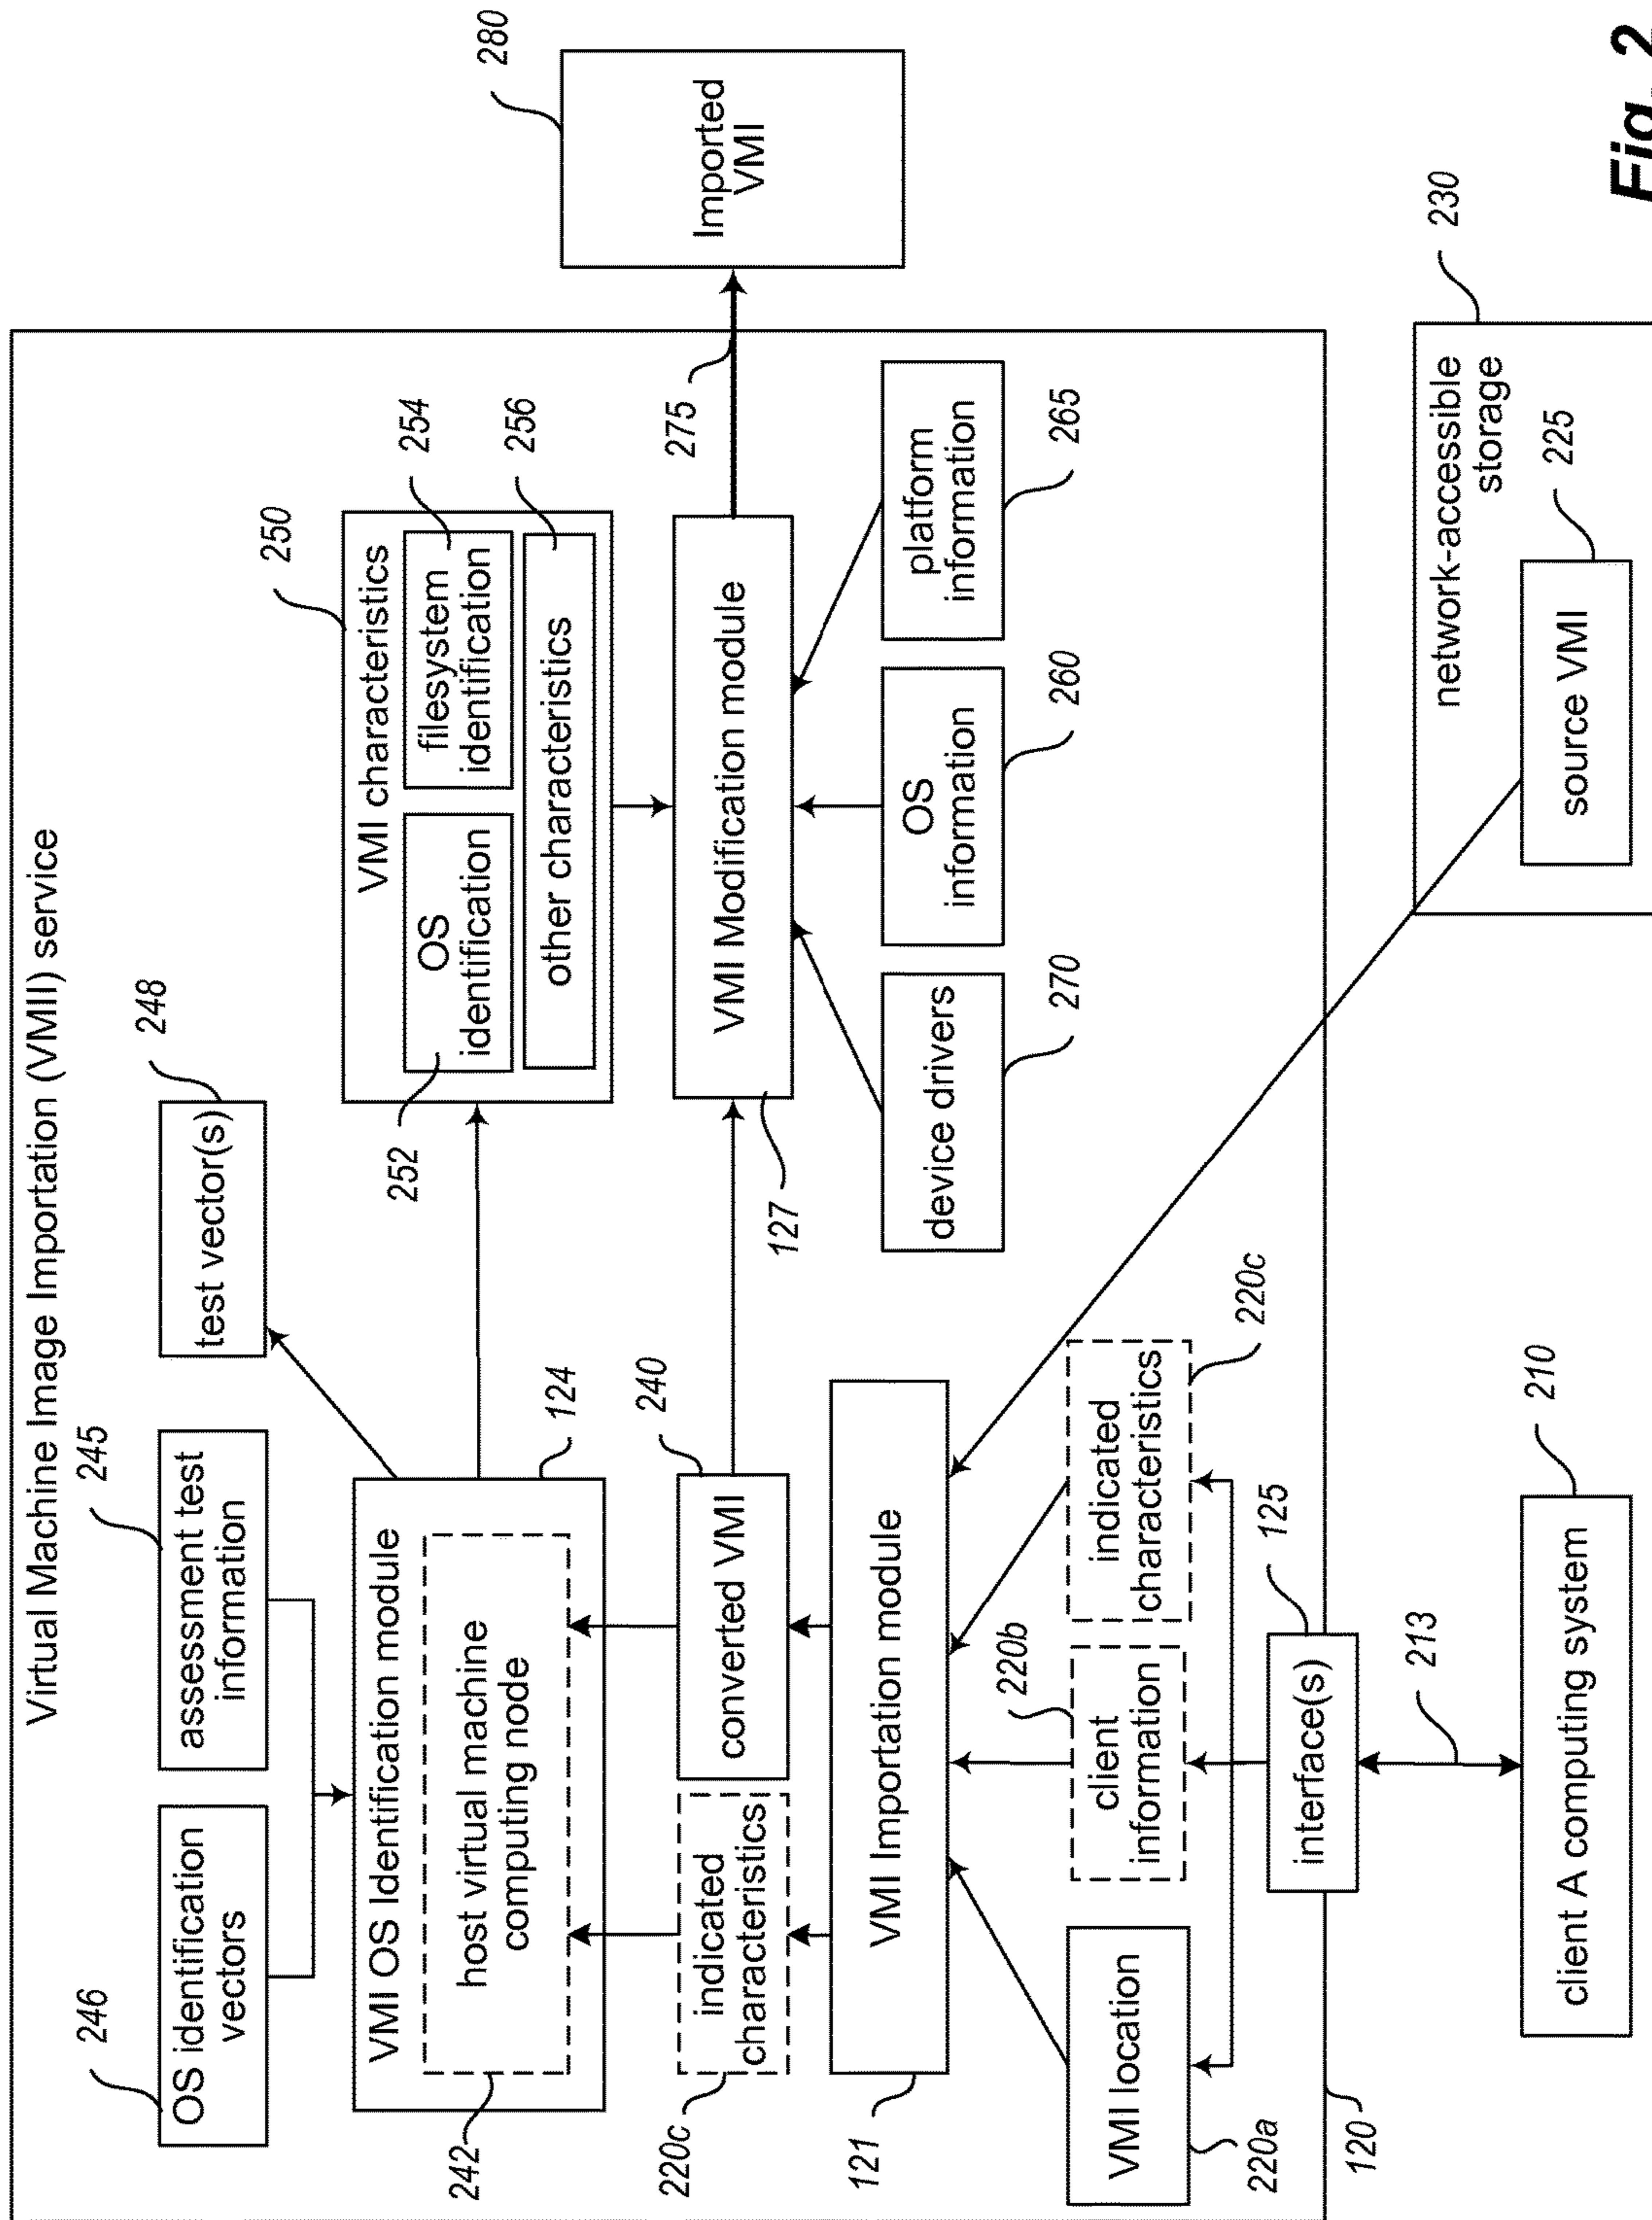 Virtual Machine Image Importation (VMII) service
246
OS identification
vectors
245
assessment test
information
248
test vector(s)
VMI OS Identification module
124
host virtual machine
computing node
242
250
VMI characteristics
252
OS
identification
254
filesystem
identification
256
other characteristics
220c
indicated
characteristics
240
converted VMI
127
VMI Modification module
275
280
Imported
VMI
121
VMI Importation module
270
device drivers
260
OS
information
265
platform
information
220a
VMI location
220b
client
information
220c
indicated
characteristics
120
125
interface(s)
213
210
client A computing system
230
network-accessible
storage
225
source VMI
Fig. 2